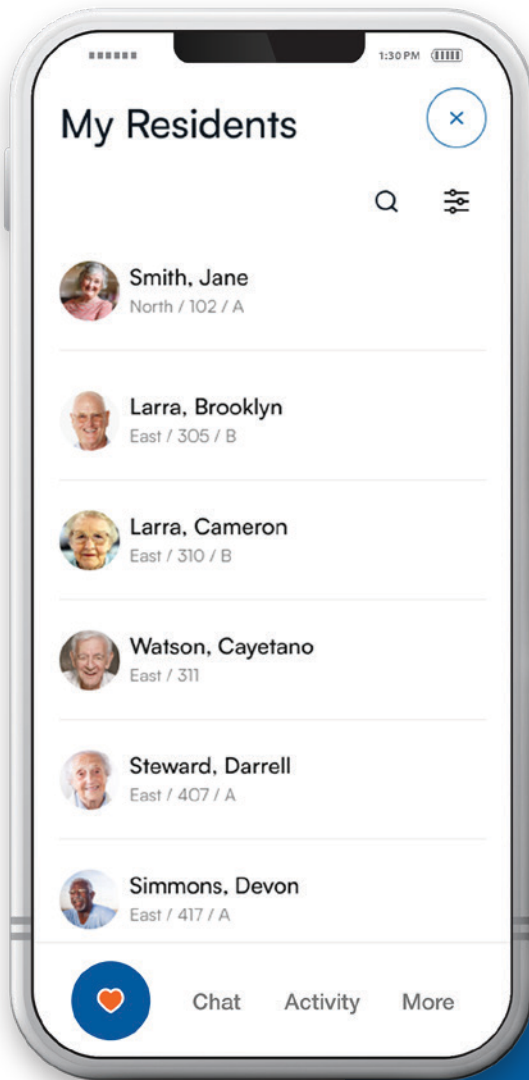 1:30 PM
My Residents
Smith, Jane
North / 102 / A
Larra, Brooklyn
East / 305 / B
Larra, Cameron
East / 310 / B
Watson, Cayetano
East / 311
Steward, Darrell
East / 407 / A
Simmons, Devon
East / 417 / A
Chat Activity More